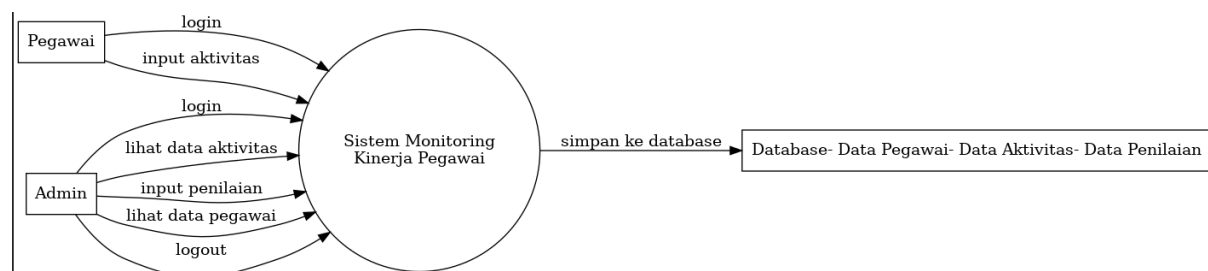 login
Pegawai
input aktivitas
login
lihat data aktivitas
Admin
input penilaian
lihat data pegawai
logout
Sistem Monitoring
Kinerja Pegawai
simpan ke database
Database- Data Pegawai- Data Aktivitas- Data Penilaian